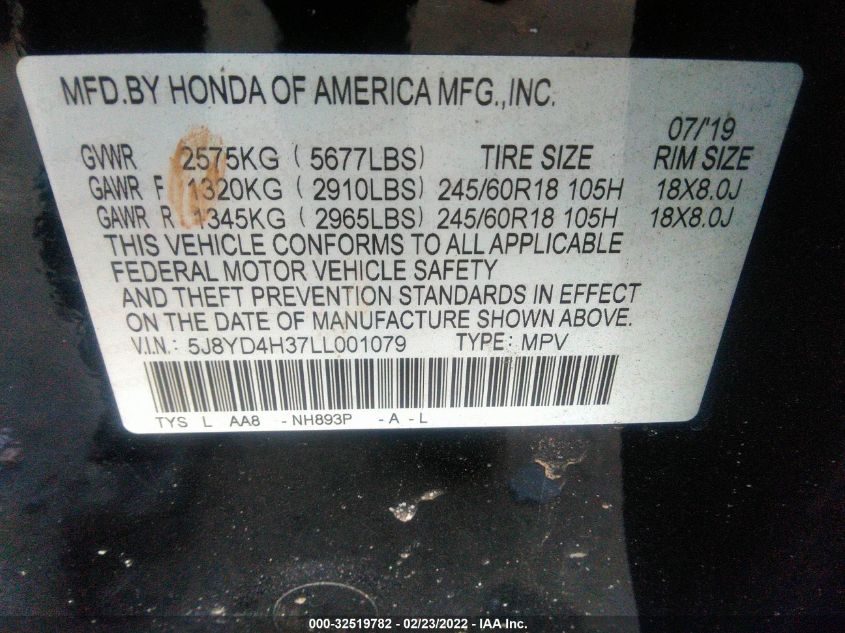 MFD.BY HONDA OF AMERICA MFG.,INC.
07/'19
GVWR 2575KG ( 5677LBS) TIRE SIZE RIM SIZE
GAWR F 1320KG ( 2910LBS) 245/60R18 105H 18X8.0J
GAWR R 1345KG ( 2965LBS) 245/60R18 105H 18X8.0J
THIS VEHICLE CONFORMS TO ALL APPLICABLE
FEDERAL MOTOR VEHICLE SAFETY
AND THEFT PREVENTION STANDARDS IN EFFECT
ON THE DATE OF MANUFACTURE SHOWN ABOVE.
V.I.N.: 5J8YD4H37LL001079 TYPE: MPV
TYS L AA8 - NH893P - A - L
000-32519782 - 02/23/2022 - IAA Inc.